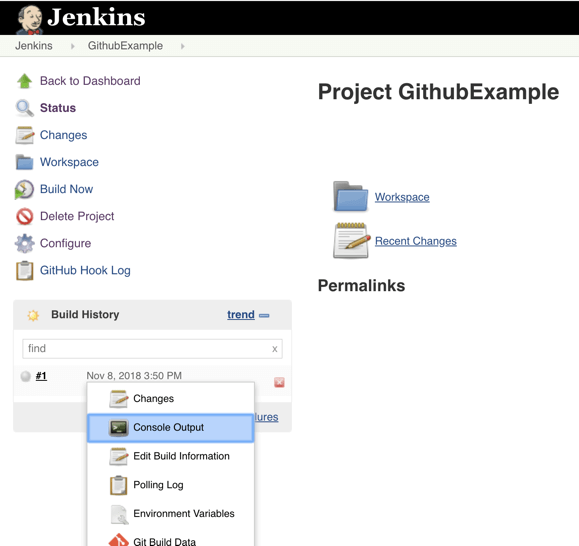 Jenkins
Jenkins GithubExample
Back to Dashboard
Status
Changes
Workspace
Build Now
Delete Project
Configure
GitHub Hook Log
Project GithubExample
Workspace
Recent Changes
Permalinks
Build History trend
find x
#1 Nov 8, 2018 3:50 PM
Changes
Console Output
Edit Build Information
Polling Log
Environment Variables
Git Build Data